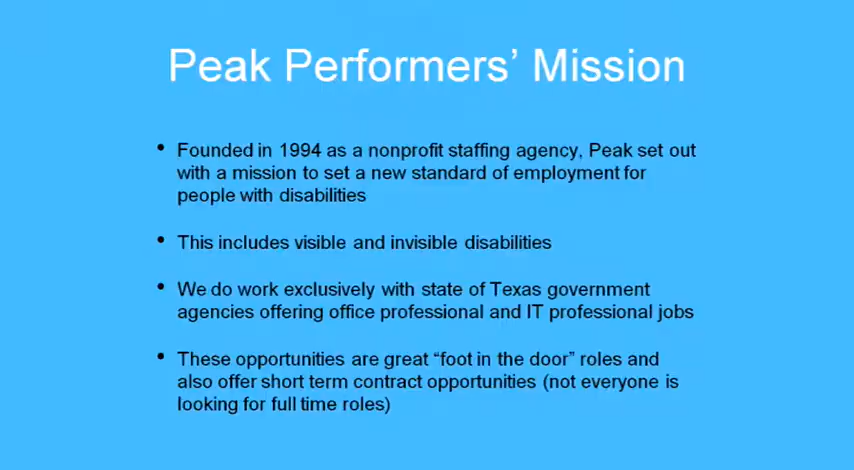 Peak Performers’ Mission
• Founded in 1994 as a nonprofit staffing agency, Peak set out
with a mission to set a new standard of employment for
people with disabilities
• This includes visible and invisible disabilities
• We do work exclusively with state of Texas government
agencies offering office professional and IT professional jobs
• These opportunities are great “foot in the door” roles and
also offer short term contract opportunities (not everyone is
looking for full time roles)